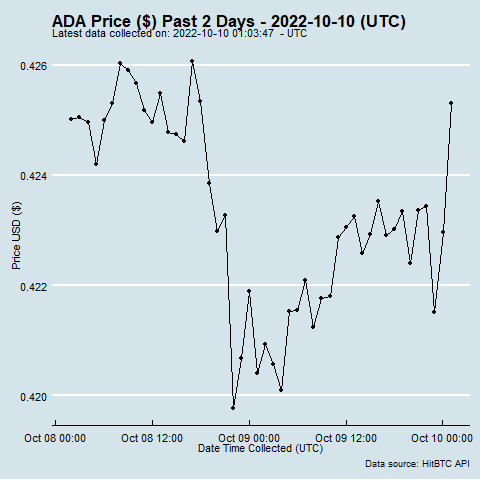 ADA Price ($) Past 2 Days - 2022-10-10 (UTC)
Latest data collected on: 2022-10-10 01:03:47 - UTC
0.426
0.424
0.422
0.420
Price USD ($)
Oct 08 00:00 Oct 08 12:00 Oct 09 00:00 Oct 09 12:00 Oct 10 00:00
Date Time Collected (UTC)
Data source: HitBTC API